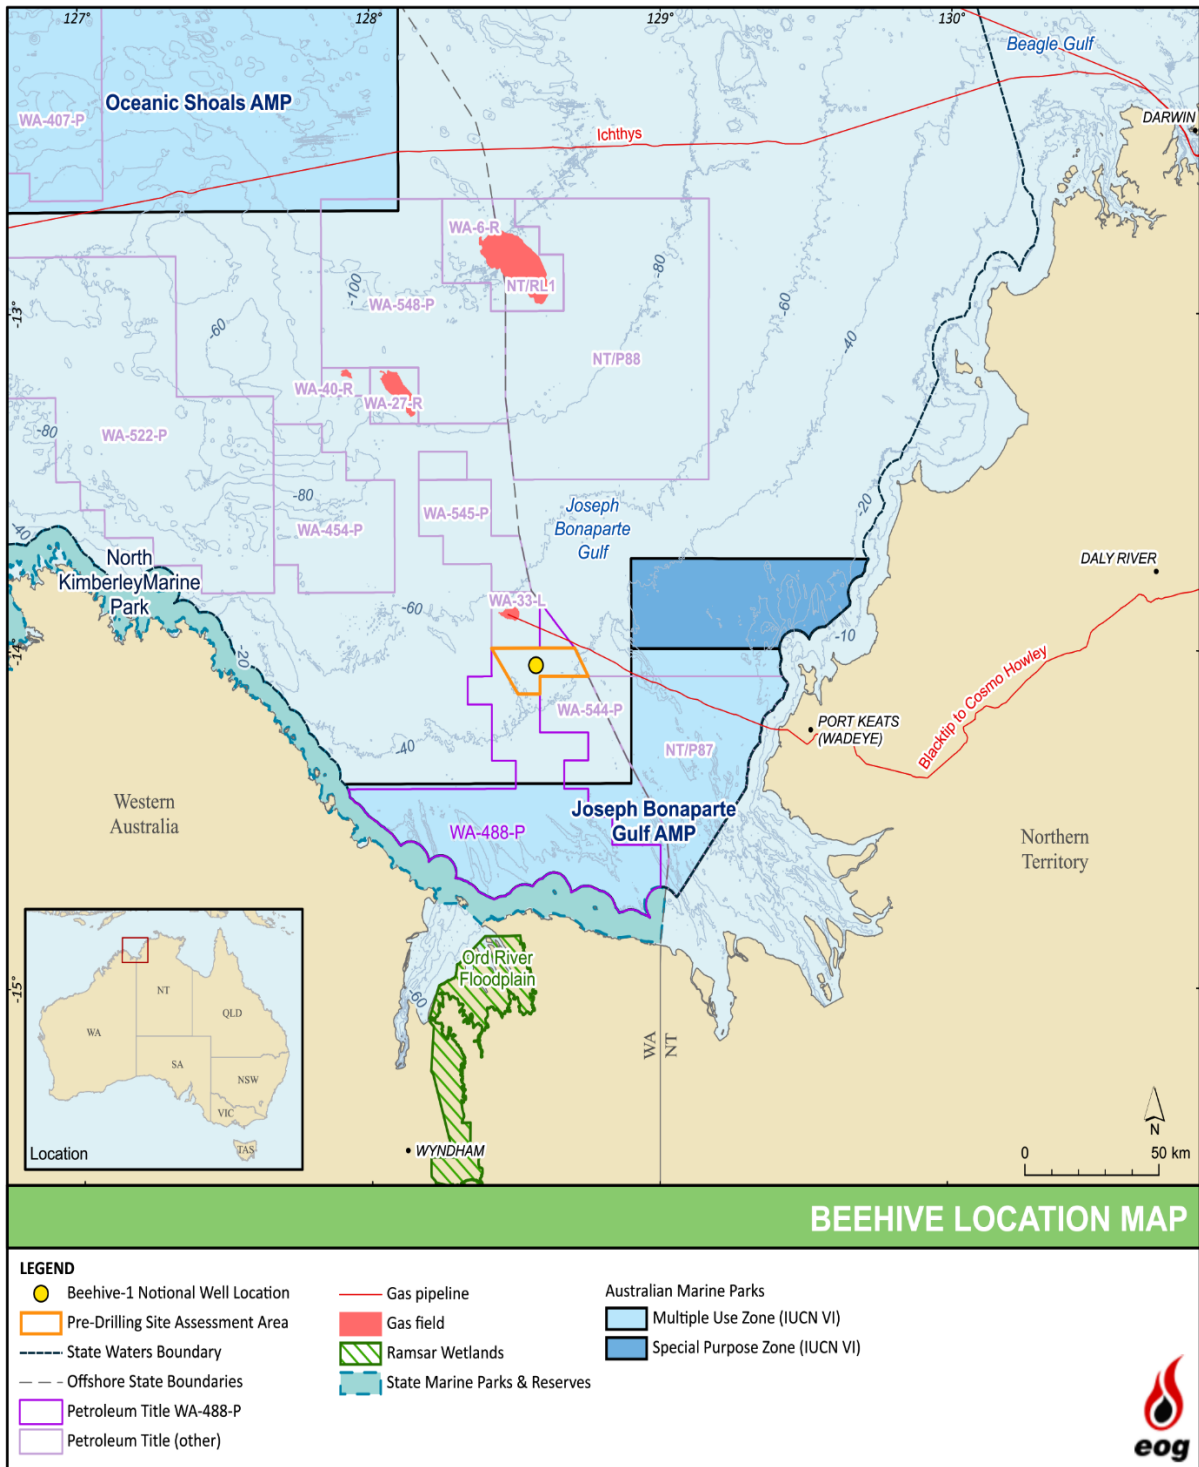 127°
128°
129°
130°
Beagle Gulf
Oceanic Shoals AMP
WA-407-P
DARWIN
Ichthys
WA-6-R
NT/RL1
-80
-100
WA-548-P
-60
-13°
-60
-40
NT/P88
WA-40-R
WA-27-R
-80
WA-522-P
-80
-20
WA-545-P
Joseph
Bonaparte
Gulf
WA-454-P
-40
North
KimberleyMarine
Park
DALY RIVER
-60
WA-33-L
-10
-14°
-20
Blacktip to Cosmo Howley
WA-544-P
PORT KEATS
(WADEYE)
-40
NT/P87
Western
Australia
Joseph Bonaparte
Gulf AMP
WA-488-P
Northern
Territory
Ord River
Floodplain
-15°
-60
NT
WA
QLD
SA
NSW
VIC
TAS
Location
WA
NT
WYNDHAM
N
0
50 km
BEEHIVE LOCATION MAP
LEGEND
Beehive-1 Notional Well Location
Pre-Drilling Site Assessment Area
State Waters Boundary
Offshore State Boundaries
Petroleum Title WA-488-P
Petroleum Title (other)
Gas pipeline
Gas field
Ramsar Wetlands
State Marine Parks & Reserves
Australian Marine Parks
Multiple Use Zone (IUCN VI)
Special Purpose Zone (IUCN VI)
eog